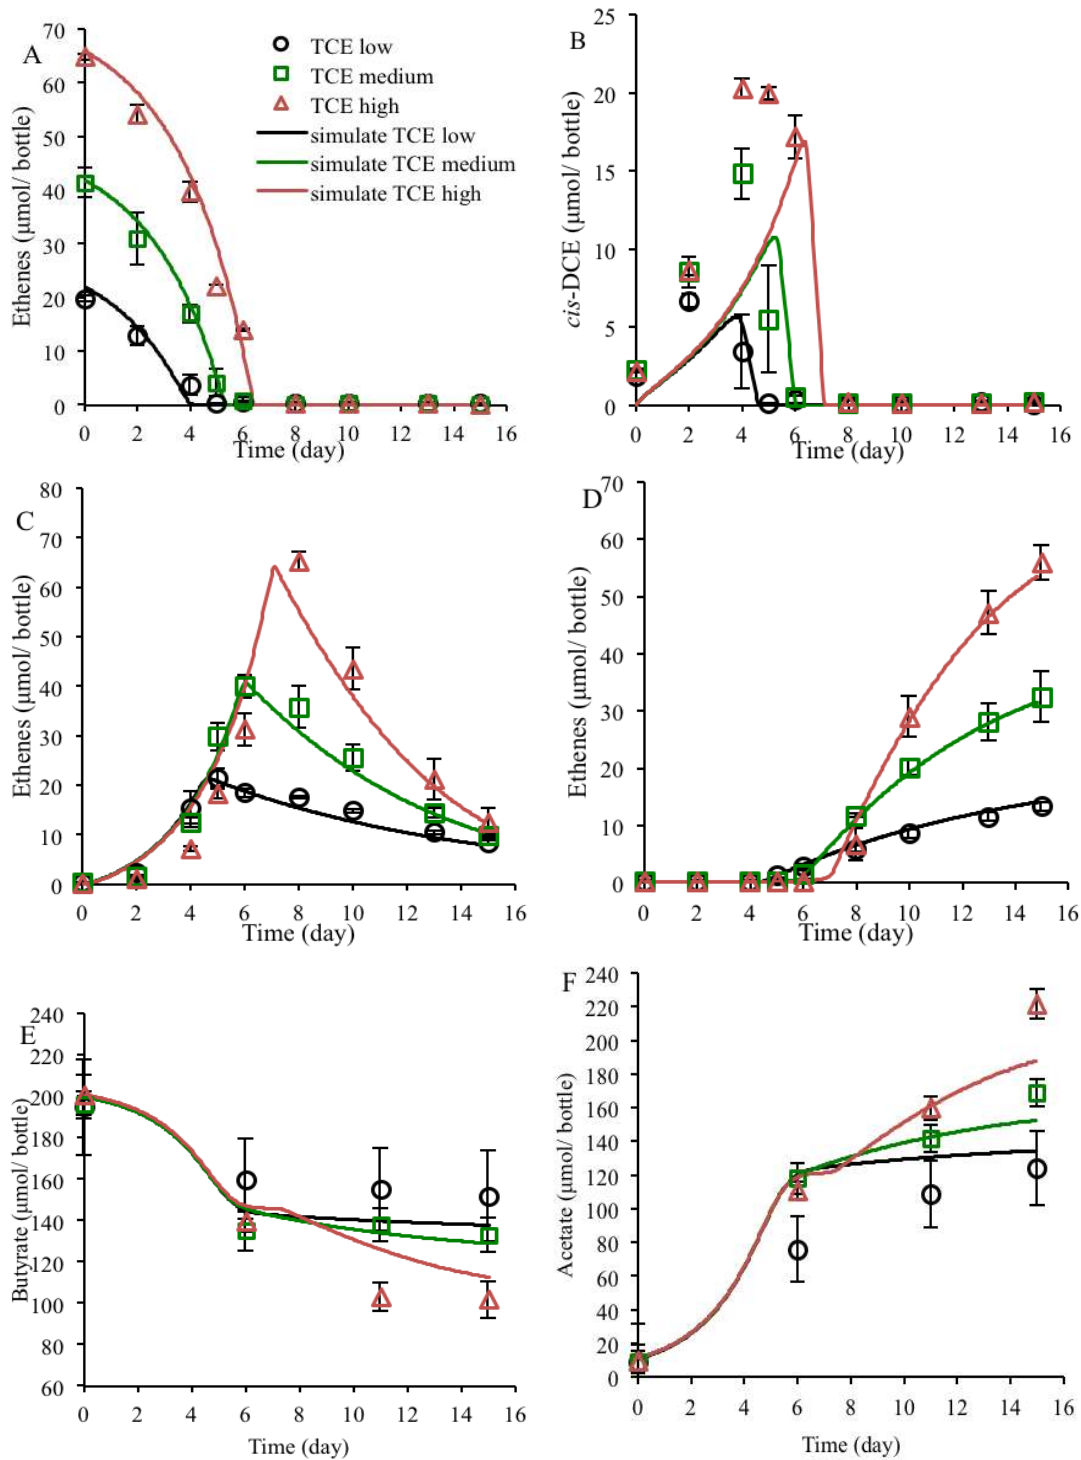 A
Ethenes (µmol/ bottle)
70
60
50
40
30
20
10
0
0 2 4 6 8 10 12 14 16
Time (day)
TCE low
TCE medium
TCE high
simulate TCE low
simulate TCE medium
simulate TCE high
B
cis-DCE (µmol/ bottle)
25
20
15
10
5
0
0 2 4 6 8 10 12 14 16
Time (day)
C
Ethenes (µmol/ bottle)
80
70
60
50
40
30
20
10
0
0 2 4 6 8 10 12 14 16
Time (day)
D
Ethenes (µmol/ bottle)
70
60
50
40
30
20
10
0
0 2 4 6 8 10 12 14 16
Time (day)
E
Butyrate (µmol/ bottle)
240
220
200
180
160
140
120
100
80
60
0 2 4 6 8 10 12 14 16
Time (day)
F
Acetate (µmol/ bottle)
240
220
200
180
160
140
120
100
80
60
40
20
0
0 2 4 6 8 10 12 14 16
Time (day)